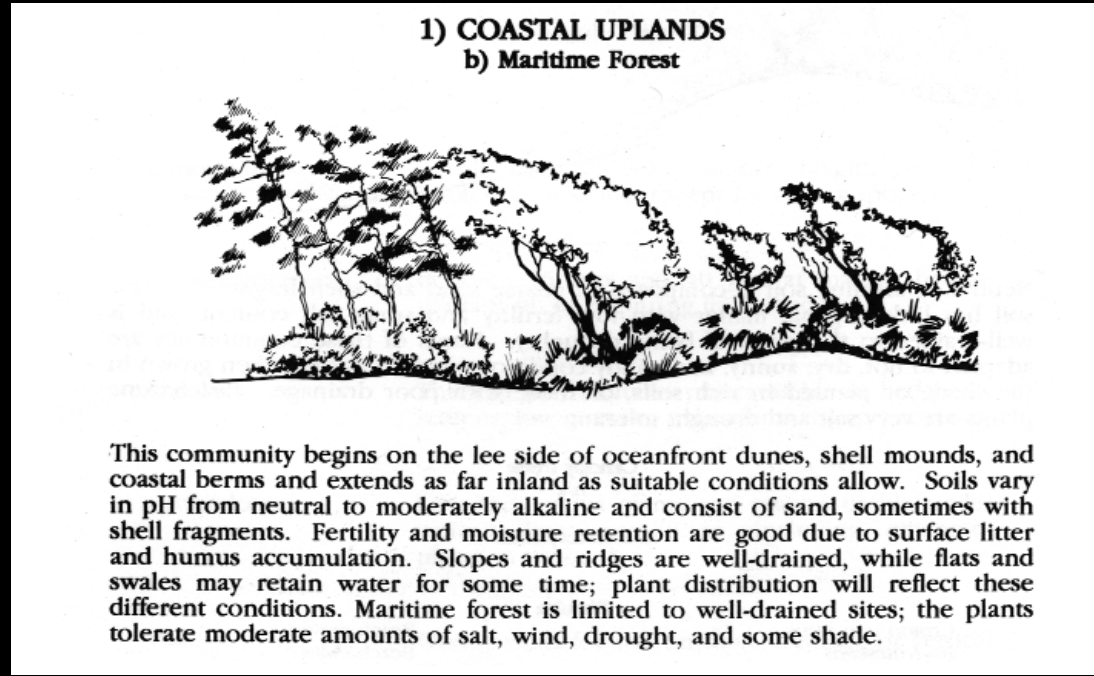 1) COASTAL UPLANDS
b) Maritime Forest
This community begins on the lee side of oceanfront dunes, shell mounds, and
coastal berms and extends as far inland as suitable conditions allow. Soils vary
in pH from neutral to moderately alkaline and consist of sand, sometimes with
shell fragments. Fertility and moisture retention are good due to surface litter
and humus accumulation. Slopes and ridges are well-drained, while flats and
swales may retain water for some time; plant distribution will reflect these
different conditions. Maritime forest is limited to well-drained sites; the plants
tolerate moderate amounts of salt, wind, drought, and some shade.